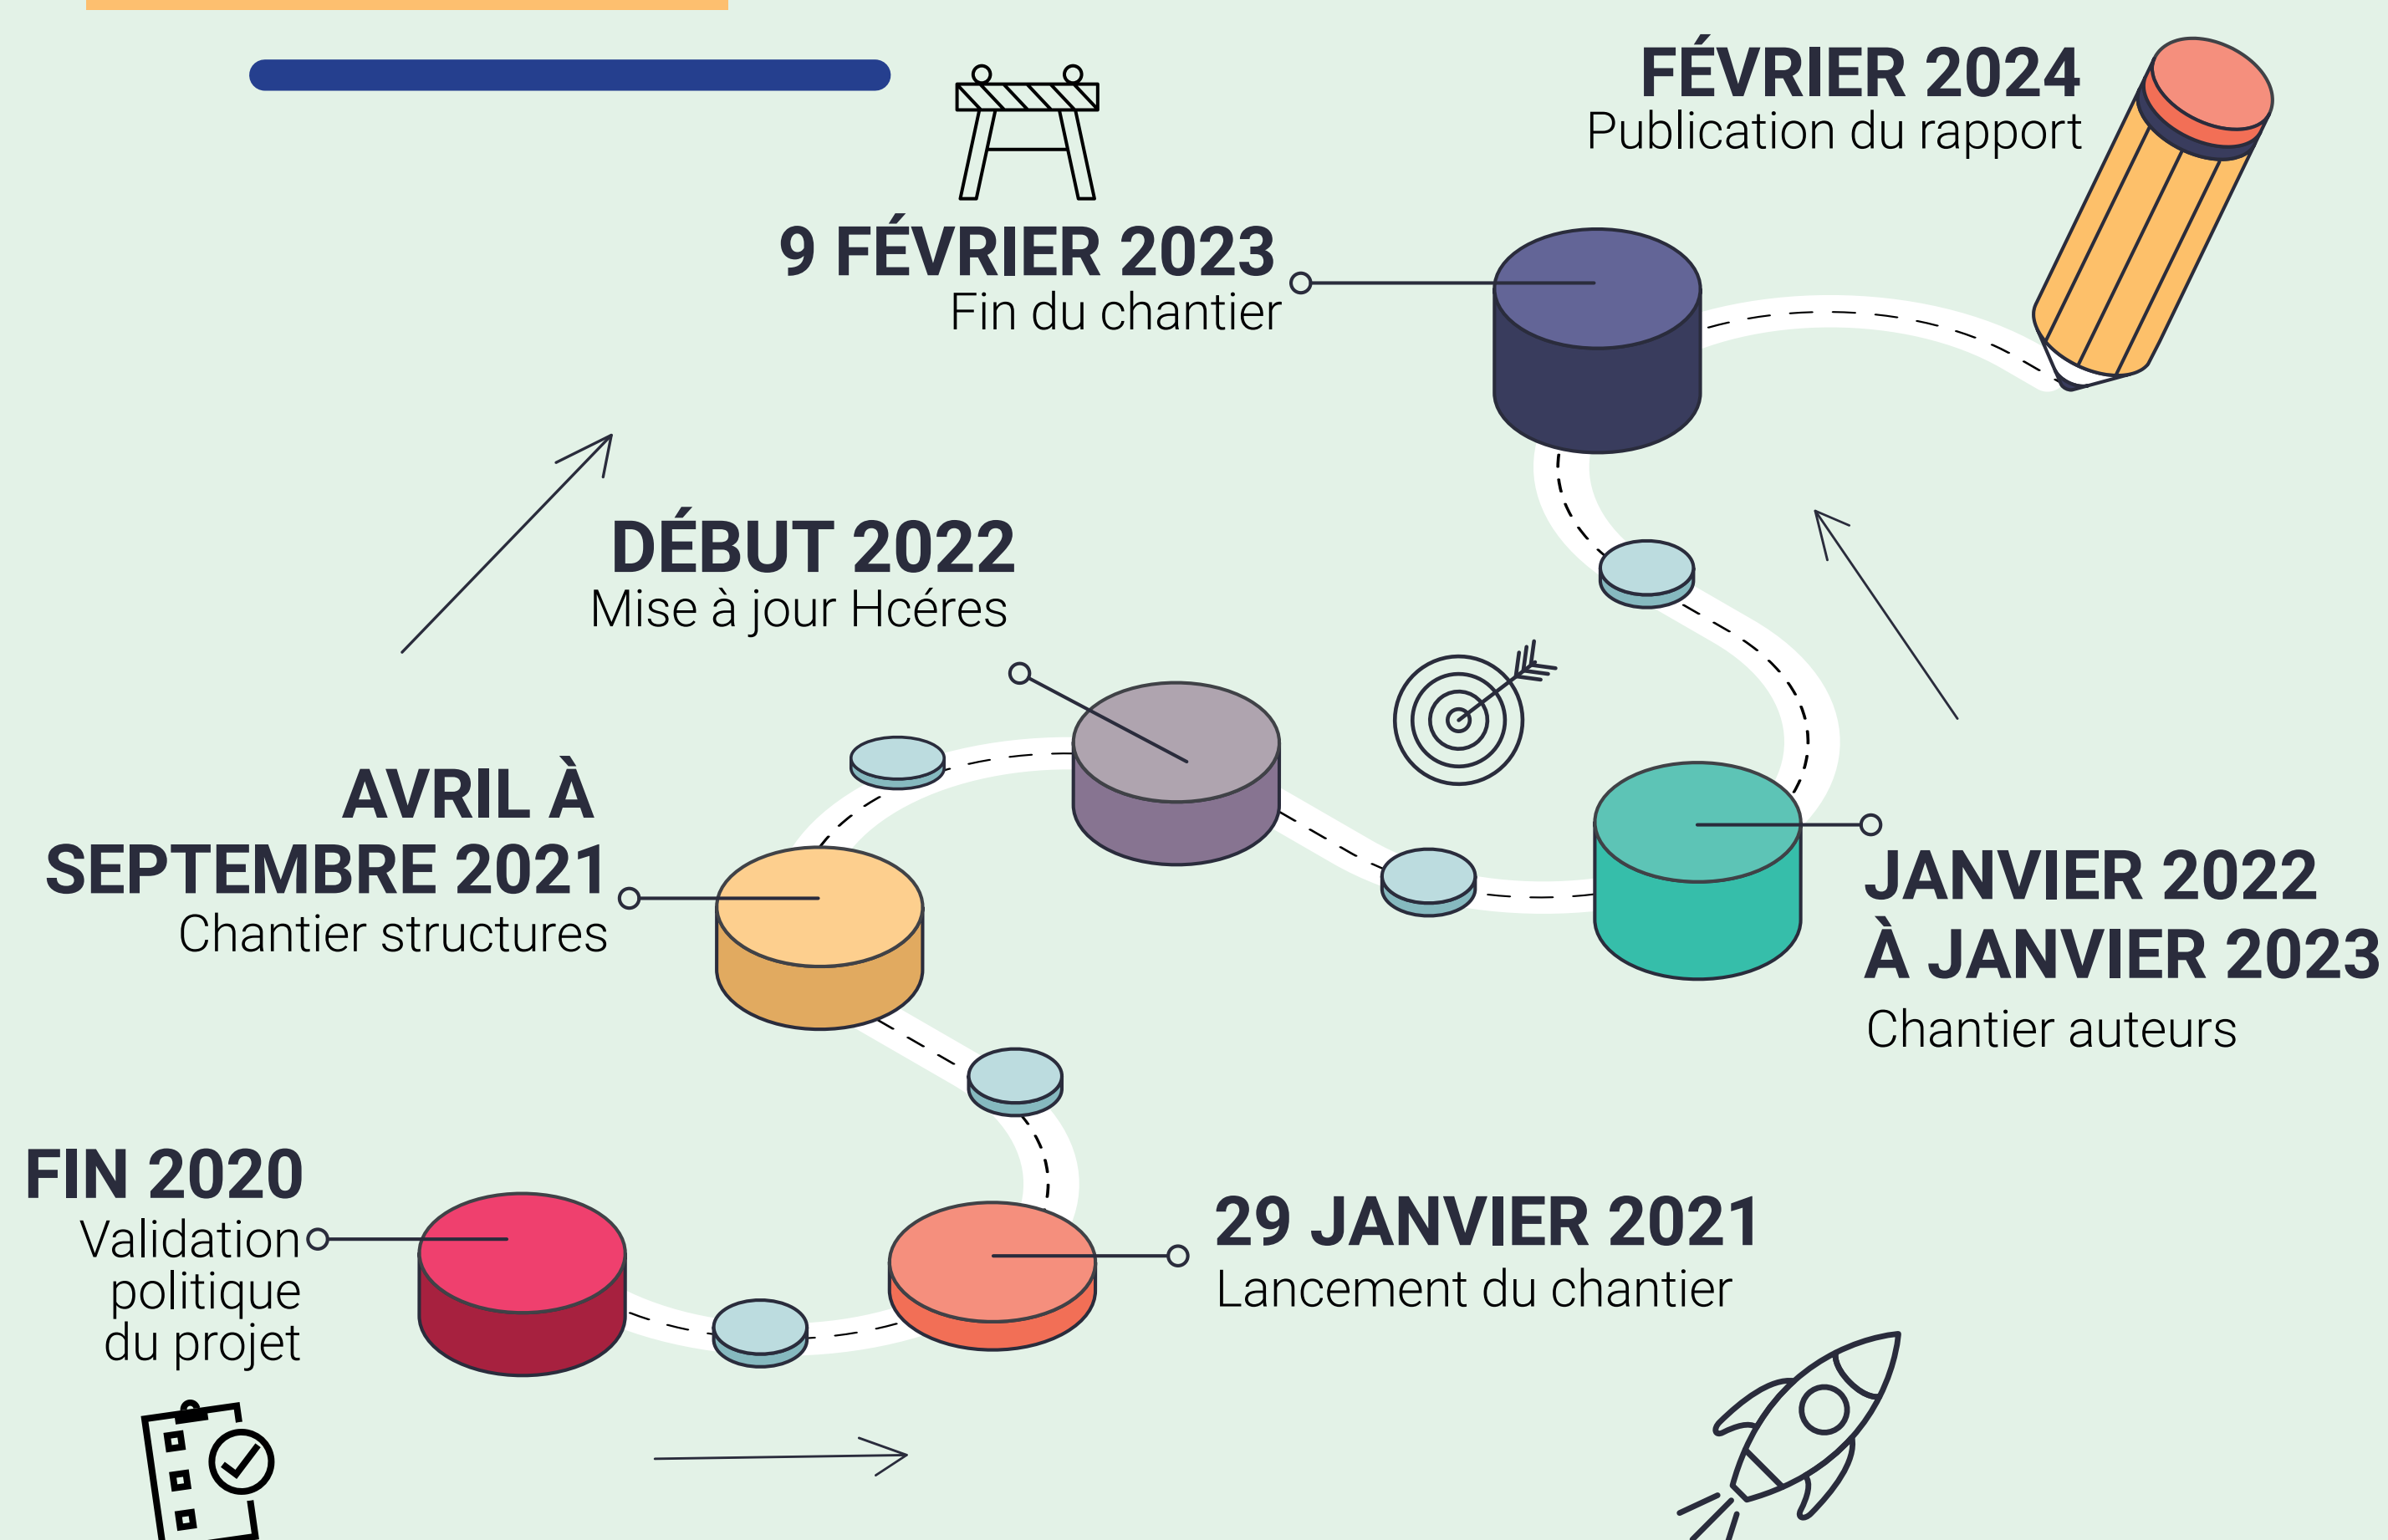 FÉVRIER 2024
Publication du rapport
9 FÉVRIER 2023
Fin du chantier
DÉBUT 2022
Mise à jour Hcéres
AVRIL À
SEPTEMBRE 2021
Chantier structures
JANVIER 2022
À JANVIER 2023
Chantier auteurs
FIN 2020
Validation
politique
du projet
29 JANVIER 2021
Lancement du chantier